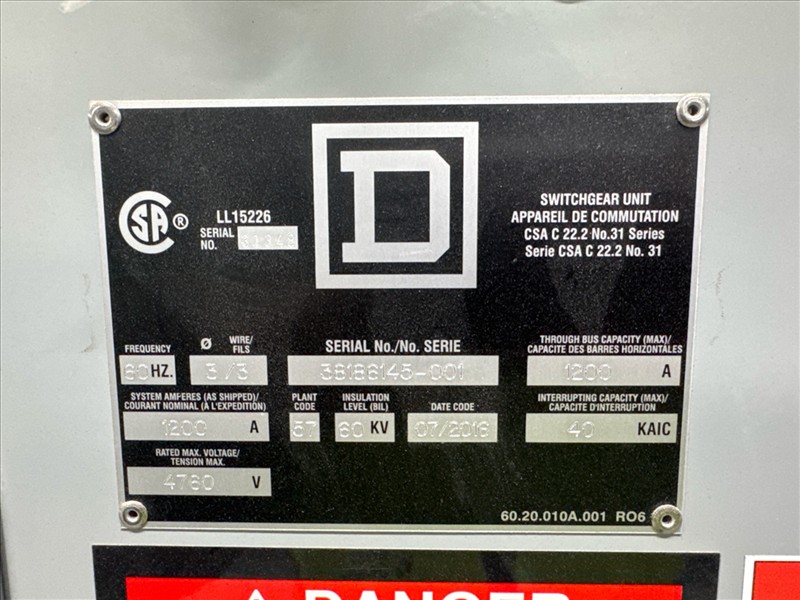 D
CSA ®
LL15226
SERIAL NO.
SWITCHGEAR UNIT
APPAREIL DE COMMUTATION
CSA C 22.2 No.31 Series
Serie CSA C 22.2 No. 31
FREQUENCY
60 HZ.
Ø WIRE/FILS
3/3
SERIAL No./No. SERIE
38186145-001
THROUGH BUS CAPACITY (MAX)/
CAPACITE DES BARRES HORIZONTALES
1200 A
SYSTEM AMPERES (AS SHIPPED)/
COURANT NOMINAL (À L'EXPEDITION)
1200 A
PLANT CODE
57
INSULATION LEVEL (BIL)
60 KV
DATE CODE
07/2016
INTERRUPTING CAPACITY (MAX)/
CAPACITE D'INTERRUPTION
40 KAIC
RATED MAX. VOLTAGE/
TENSION MAX.
4760 V
60.20.010A.001 RO6
DANGER